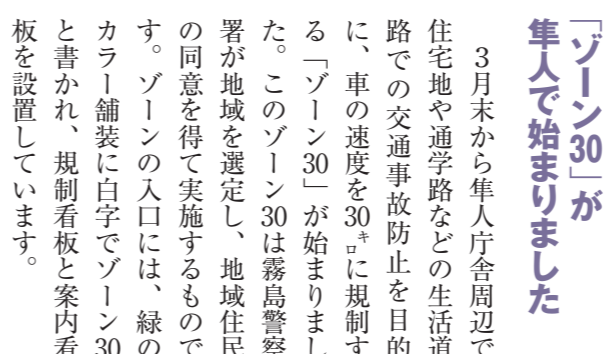 「ゾーン30」が
隼人で始まりました
3月末から隼人庁舎周辺で
住宅地や通学路などの生活道
路での交通事故防止を目的
に、車の速度を30㌔に規制す
る「ゾーン30」が始まりまし
た。このゾーン30は霧島警察
署が地域を選定し、地域住民
の同意を得て実施するもので
す。ゾーンの入口には、緑の
カラー舗装に白字でゾーン30
と書かれ、規制看板と案内看
板を設置しています。